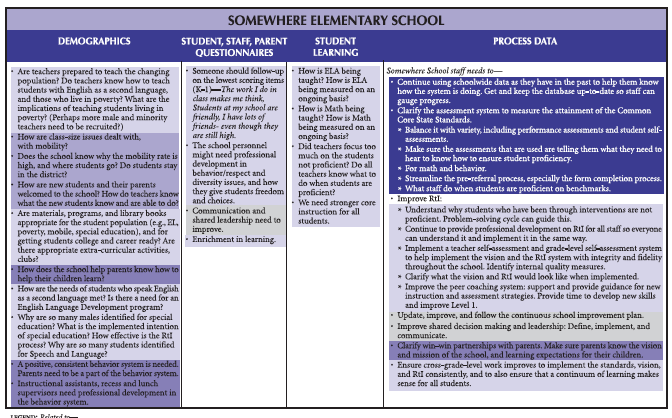 SOMEWHERE ELEMENTARY SCHOOL
DEMOGRAPHICS
• Are teachers prepared to teach the changing
population? Do teachers know how to teach
students with English as a second language,
and those who live in poverty? What are the
implications of teaching students living in
poverty? (Perhaps more male and minority
teachers need to be recruited?)
• How are class-size issues dealt with,
with mobility?
• Does the school know why the mobility rate is
high, and where students go? Do students stay
in the district?
• How are new students and their parents
welcomed to the school? How do teachers know
what the new students know and are able to do?
• Are materials, programs, and library books
appropriate for the student population (e.g., EL,
poverty, mobile, special education), and for
getting students college and career ready? Are
there appropriate extra-curricular activities,
clubs?
• How does the school help parents know how to
help their children learn?
• How are the needs of students who speak English
as a second language met? Is there a need for an
English Language Development program?
• Why are so many males identified for special
education? What is the implemented intention
of special education? How effective is the RtI
process? Why are so many students identified
for Speech and Language?
• A positive, consistent behavior system is needed.
Parents need to be a part of the behavior system.
• Instructional assistants, recess and lunch
supervisors need professional development in
the behavior system.
STUDENT, STAFF, PARENT
QUESTIONNAIRES
• Someone should follow-up
on the lowest scoring items
(K-1)—The work I do in
class makes me think,
Students at my school are
friendly, I have lots of
friends- even though they
are still high.
• The school personnel
might need professional
development in
behavior/respect and
diversity issues, and how
they give students freedom
and choices.
• Communication and
shared leadership need to
improve.
• Enrichment in learning.
STUDENT
LEARNING
• How is ELA being
taught? How is ELA
being measured on an
ongoing basis?
• How is Math being
taught? How is Math
being measured on an
ongoing basis?
• Did teachers focus too
much on the students
not proficient? Do all
teachers know what to
do when students are
proficient?
• We need stronger core
instruction for all
students.
PROCESS DATA
Somewhere School staff needs to—
• Continue using schoolwide data as they have in the past to help them know
how the system is doing. Get and keep the database up-to-date so staff can
gauge progress.
• Clarify the assessment system to measure the attainment of the Common
Core State Standards.
* Balance it with variety, including performance assessments and student self-
assessments.
* Make sure the assessments that are used are telling them what they need to
hear to know how to ensure student proficiency.
* For math and behavior.
* Streamline the pre-referral process, especially the form completion process.
* What staff do when students are proficient on benchmarks.
• Improve RtI:
* Understand why students who have been through interventions are not
proficient. Problem-solving cycle can guide this.
* Continue to provide professional development on RtI for all staff so everyone
can understand it and implement it in the same way.
* Implement a teacher self-assessment and grade-level self-assessment system
to help implement the vision and the RtI system with integrity and fidelity
throughout the school. Identify internal quality measures.
* Clarify what the vision and RtI would look like when implemented.
* Improve the peer coaching system: support and provide guidance for new
instruction and assessment strategies. Provide time to develop new skills
and improve Level 1.
• Update, improve, and follow the continuous school improvement plan.
• Improve shared decision making and leadership: Define, implement, and
communicate.
• Clarify win-win partnerships with parents. Make sure parents know the vision
and mission of the school, and learning expectations for their children.
• Ensure cross-grade-level work improves to implement the standards, vision,
and RtI consistently, and to also ensure that a continuum of learning makes
sense for all students.
LEGEND: Related to—